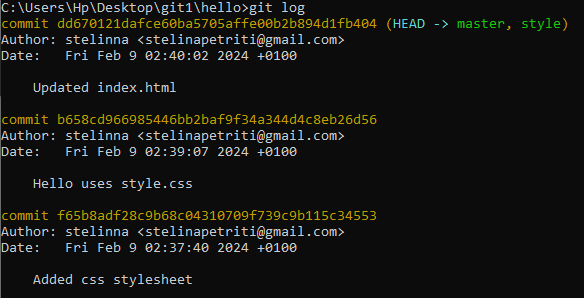 C:\Users\Hp\Desktop\git1\hello>git log
commit dd670121dafce60ba5705affe00b2b894d1fb404 (HEAD -> master, style)
Author: stelinna <stelinapetriti@gmail.com>
Date:   Fri Feb 9 02:40:02 2024 +0100
    Updated index.html
commit b658cd966985446bb2baf9f34a344d4c8eb26d56
Author: stelinna <stelinapetriti@gmail.com>
Date:   Fri Feb 9 02:39:07 2024 +0100
    Hello uses style.css
commit f65b8adf28c9b68c04310709f739c9b115c34553
Author: stelinna <stelinapetriti@gmail.com>
Date:   Fri Feb 9 02:37:40 2024 +0100
    Added css stylesheet